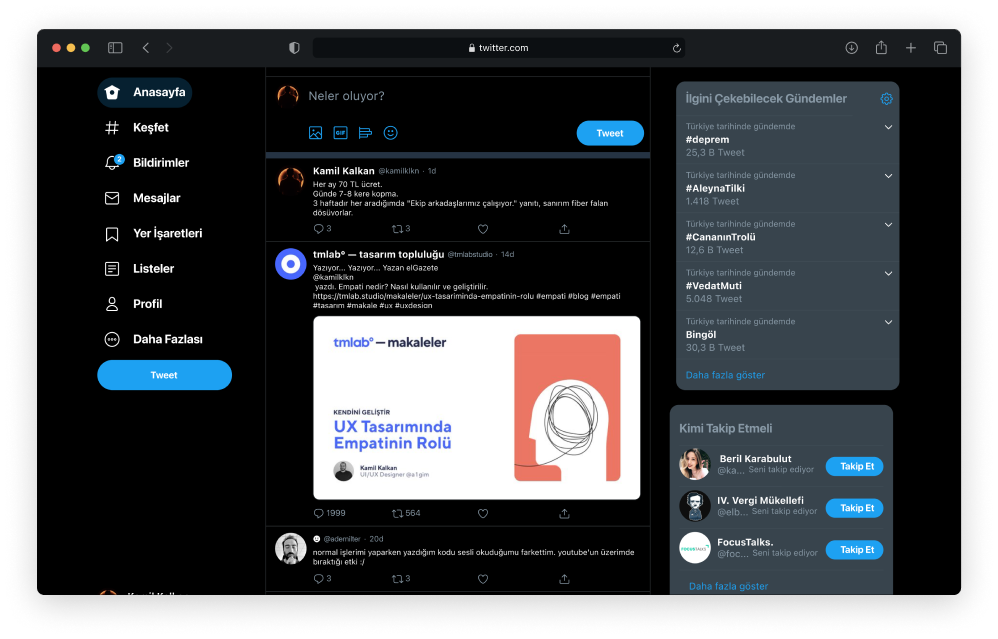 twitter.com
Anasayfa
Keşfet
2
Bildirimler
Mesajlar
Yer İşaretleri
Listeler
Profil
Daha Fazlası
Tweet
Neler oluyor?
GIF
Tweet
Kamil Kalkan @kamilklkn · 1d
Her ay 70 TL ücret.
Günde 7-8 kere kopma.
3 haftadır her aradığımda "Ekip arkadaşlarımız çalışıyor." yanıtı, sanırım fiber falan
döşüvorlar.
3 3
tmlab° — tasarım topluluğu @tmlabstudio · 14d
Yazıyor... Yazıyor... Yazan elGazete
@kamilklkn
yazdı. Empati nedir? Nasıl kullanılır ve geliştirilir.
https://tmlab.studio/makaleler/ux-tasariminda-empatinin-rolu #empati #blog #empati
#tasarım #makale #ux #uxdesign
tmlab° — makaleler
KENDİNİ GELİŞTİR
UX Tasarımında
Empatinin Rolü
Kamil Kalkan
UI/UX Designer @a1gim
1999 564
@ademilter · 20d
normal işlerimi yaparken yazdığım kodu sesli okuduğumu farkettim. youtube'un üzerimde
bıraktığı etki :/
3 3
İlgini Çekebilecek Gündemler
Türkiye tarihinde gündemde
#deprem
25,3 B Tweet
Türkiye tarihinde gündemde
#AleynaTilki
1.418 Tweet
Türkiye tarihinde gündemde
#CananınTrolü
12,6 B Tweet
Türkiye tarihinde gündemde
#VedatMuti
5.048 Tweet
Türkiye tarihinde gündemde
Bingöl
30,3 B Tweet
Daha fazla göster
Kimi Takip Etmeli
Beril Karabulut
@ka... Seni takip ediyor
Takip Et
IV. Vergi Mükellefi
@elb... Seni takip ediyor
Takip Et
FocusTalks.
@foc... Seni takip ediyor
Takip Et
Daha fazla göster